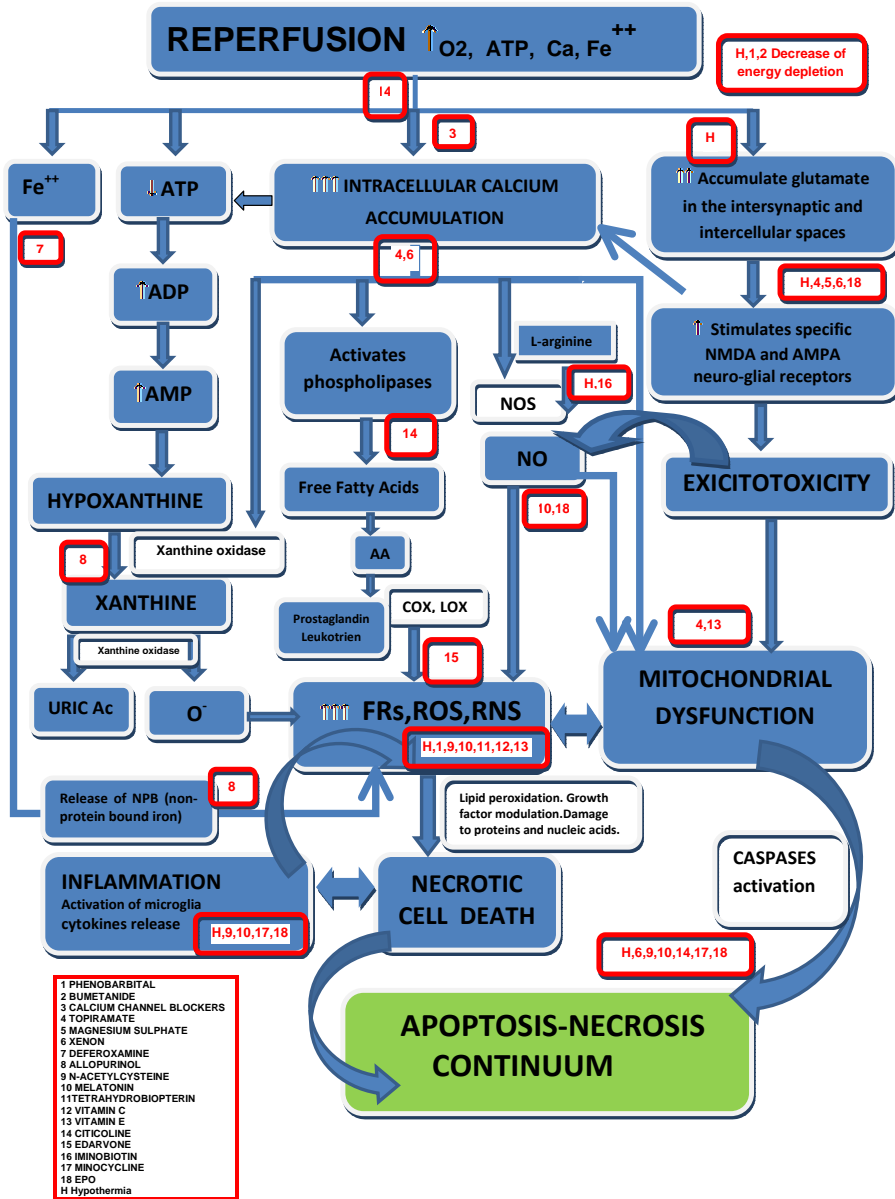 REPERFUSION ↑O2, ATP, Ca, Fe++
H,1,2 Decrease of
energy depletion
I4
3
H
Fe++
↓ATP
↑↑↑ INTRACELLULAR CALCIUM
ACCUMULATION
↑↑ Accumulate glutamate
in the intersynaptic and
intercellular spaces
7
4,6
H,4,5,6,18
↑ADP
Activates
phospholipases
L-arginine
↑ Stimulates specific
NMDA and AMPA
neuro-glial receptors
↑AMP
NOS
H,16
14
HYPOXANTHINE
Free Fatty Acids
NO
EXICITOTOXICITY
10,18
8
Xanthine oxidase
AA
XANTHINE
Prostaglandin
Leukotrien
COX, LOX
4,13
Xanthine oxidase
15
URIC Ac
O-
↑↑↑ FRs,ROS,RNS
H,1,9,10,11,12,13
MITOCHONDRIAL
DYSFUNCTION
Release of NPB (non-
protein bound iron)
8
Lipid peroxidation. Growth
factor modulation.Damage
to proteins and nucleic acids.
INFLAMMATION
Activation of microglia
cytokines release
H,9,10,17,18
NECROTIC
CELL DEATH
CASPASES
activation
H,6,9,10,14,17,18
APOPTOSIS-NECROSIS
CONTINUUM
1 PHENOBARBITAL
2 BUMETANIDE
3 CALCIUM CHANNEL BLOCKERS
4 TOPIRAMATE
5 MAGNESIUM SULPHATE
6 XENON
7 DEFEROXAMINE
8 ALLOPURINOL
9 N-ACETYLCYSTEINE
10 MELATONIN
11TETRAHYDROBIOPTERIN
12 VITAMIN C
13 VITAMIN E
14 CITICOLINE
15 EDARVONE
16 IMINOBIOTIN
17 MINOCYCLINE
18 EPO
H Hypothermia